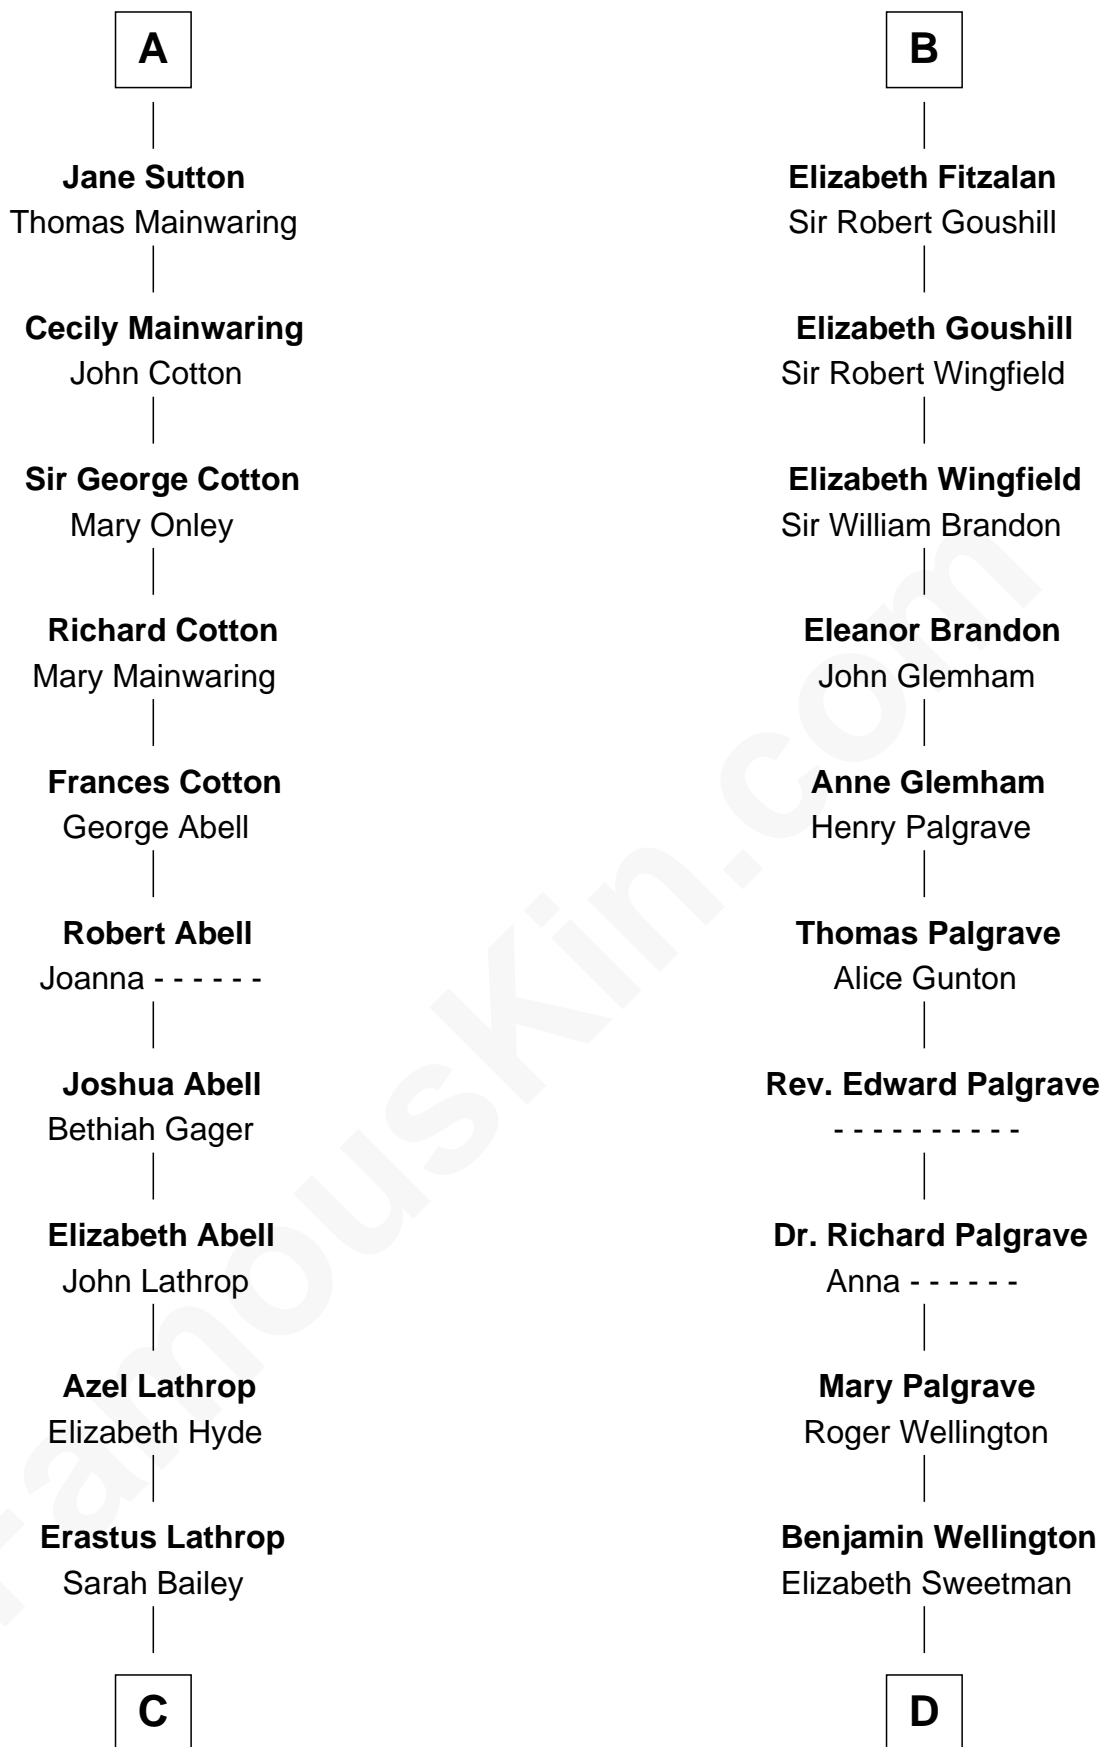 A
Jane Sutton
Thomas Mainwaring
Cecily Mainwaring
John Cotton
Sir George Cotton
Mary Onley
Richard Cotton
Mary Mainwaring
Frances Cotton
George Abell
Robert Abell
Joanna - - - - - -
Joshua Abell
Bethiah Gager
Elizabeth Abell
John Lathrop
Azel Lathrop
Elizabeth Hyde
Erastus Lathrop
Sarah Bailey
C
B
Elizabeth Fitzalan
Sir Robert Goushill
Elizabeth Goushill
Sir Robert Wingfield
Elizabeth Wingfield
Sir William Brandon
Eleanor Brandon
John Glemham
Anne Glemham
Henry Palgrave
Thomas Palgrave
Alice Gunton
Rev. Edward Palgrave
- - - - - - - - - -
Dr. Richard Palgrave
Anna - - - - - -
Mary Palgrave
Roger Wellington
Benjamin Wellington
Elizabeth Sweetman
D
FamousKin.com